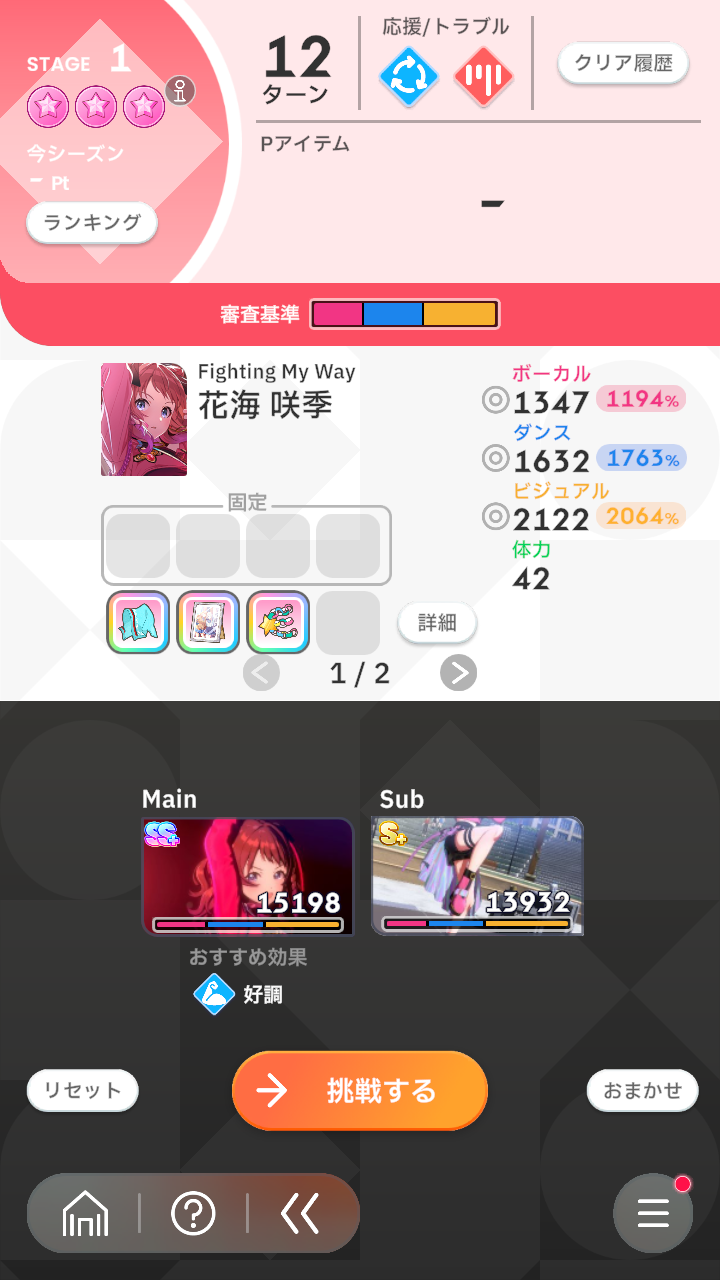 STAGE 1
今シーズン
- Pt
ランキング
12
ターン
応援/トラブル
クリア履歴
Pアイテム
-
審査基準
Fighting My Way
花海 咲季
ボーカル
1347 1194%
ダンス
1632 1763%
ビジュアル
2122 2064%
体力
42
固定
詳細
1 / 2
Main
Sub
SS+
15198
S+
13932
おすすめ効果
好調
リセット
挑戦する
おまかせ